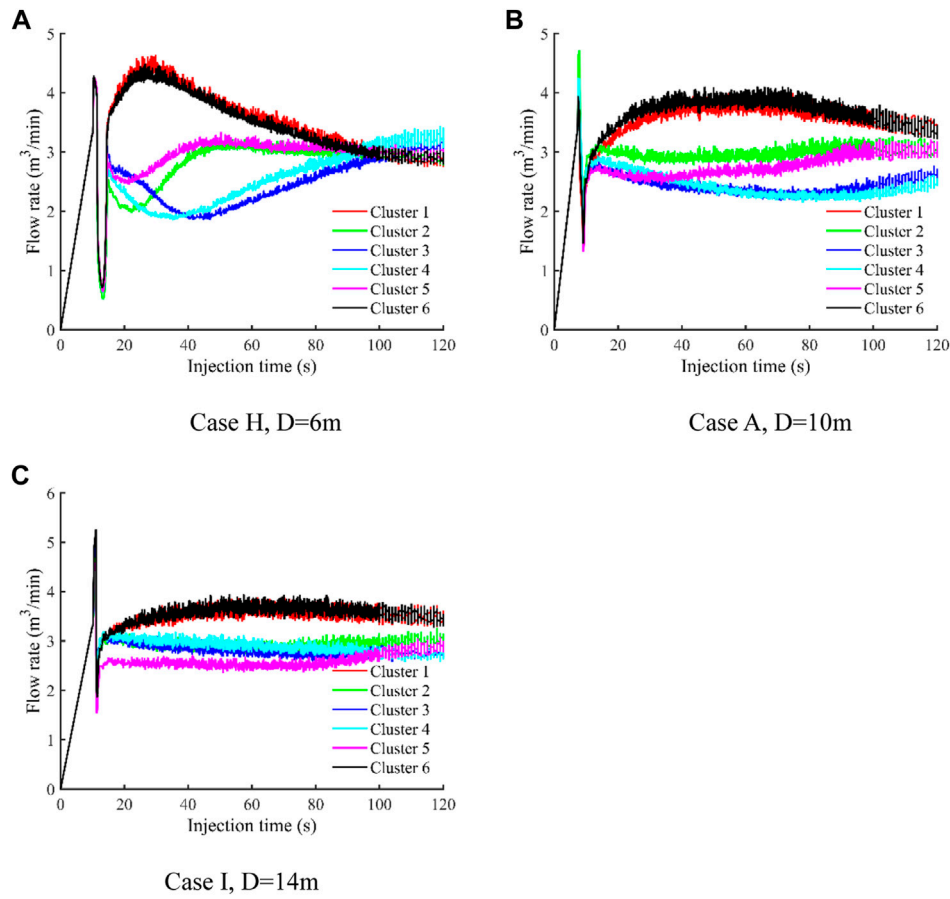 A
Flow rate (m³/min)
5
4
3
2
1
0
Cluster 1
Cluster 2
Cluster 3
Cluster 4
Cluster 5
Cluster 6
0 20 40 60 80 100 120
Injection time (s)
Case H, D=6m
B
Flow rate (m³/min)
5
4
3
2
1
0
Cluster 1
Cluster 2
Cluster 3
Cluster 4
Cluster 5
Cluster 6
0 20 40 60 80 100 120
Injection time (s)
Case A, D=10m
C
Flow rate (m³/min)
6
5
4
3
2
1
0
Cluster 1
Cluster 2
Cluster 3
Cluster 4
Cluster 5
Cluster 6
0 20 40 60 80 100 120
Injection time (s)
Case I, D=14m